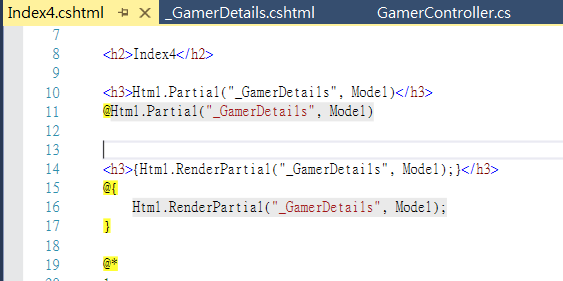 Index4.cshtml _GamerDetails.cshtml GamerController.cs
7
8 <h2>Index4</h2>
9
10 <h3>Html.Partial("_GamerDetails", Model)</h3>
11 @Html.Partial("_GamerDetails", Model)
12
13
14 <h3>{Html.RenderPartial("_GamerDetails", Model);}</h3>
15 @{
16 Html.RenderPartial("_GamerDetails", Model);
17 }
18
19 @*